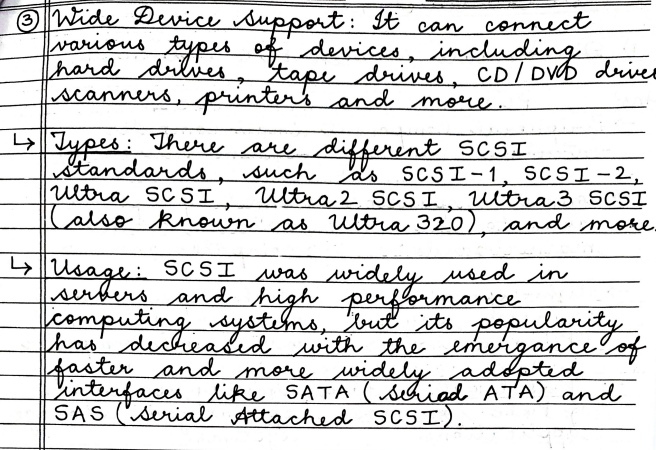 ③ Wide Device Support: It can connect
various types of devices, including
hard drives, tape drives, CD/DVD drives
scanners, printers and more.
↳ Types: There are different SCSI
standards, such as SCSI-1, SCSI-2,
Ultra SCSI, Ultra2 SCSI, Ultra3 SCSI
(also known as Ultra 320), and more.
↳ Usage: SCSI was widely used in
servers and high performance
computing systems, but its popularity
has decreased with the emergance of
faster and more widely adopted
interfaces like SATA (Serial ATA) and
SAS (Serial Attached SCSI).